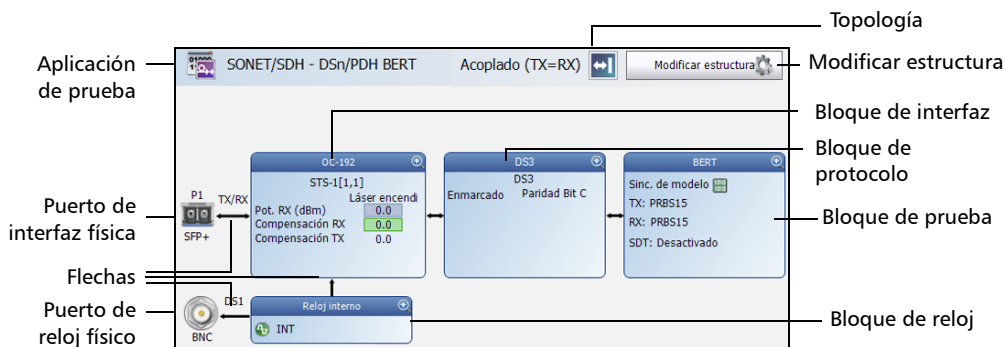 Topología
Aplicación
de prueba
SONET/SDH - DSn/PDH BERT
Acoplado (TX=RX)
Modificar estructura
Modificar estructura
Bloque de interfaz
Bloque de
protocolo
OC-192
DS3
BERT
STS-1[1,1]
Láser encendi
Pot. RX (dBm) 0.0
Compensación RX 0.0
Compensación TX 0.0
DS3
Enmarcado Paridad Bit C
Sinc. de modelo
TX: PRBS15
RX: PRBS15
SDT: Desactivado
Bloque de prueba
P1
TX/RX
SFP+
Puerto de
interfaz física
Flechas
Puerto de
reloj físico
DS1
BNC
Reloj interno
INT
Bloque de reloj